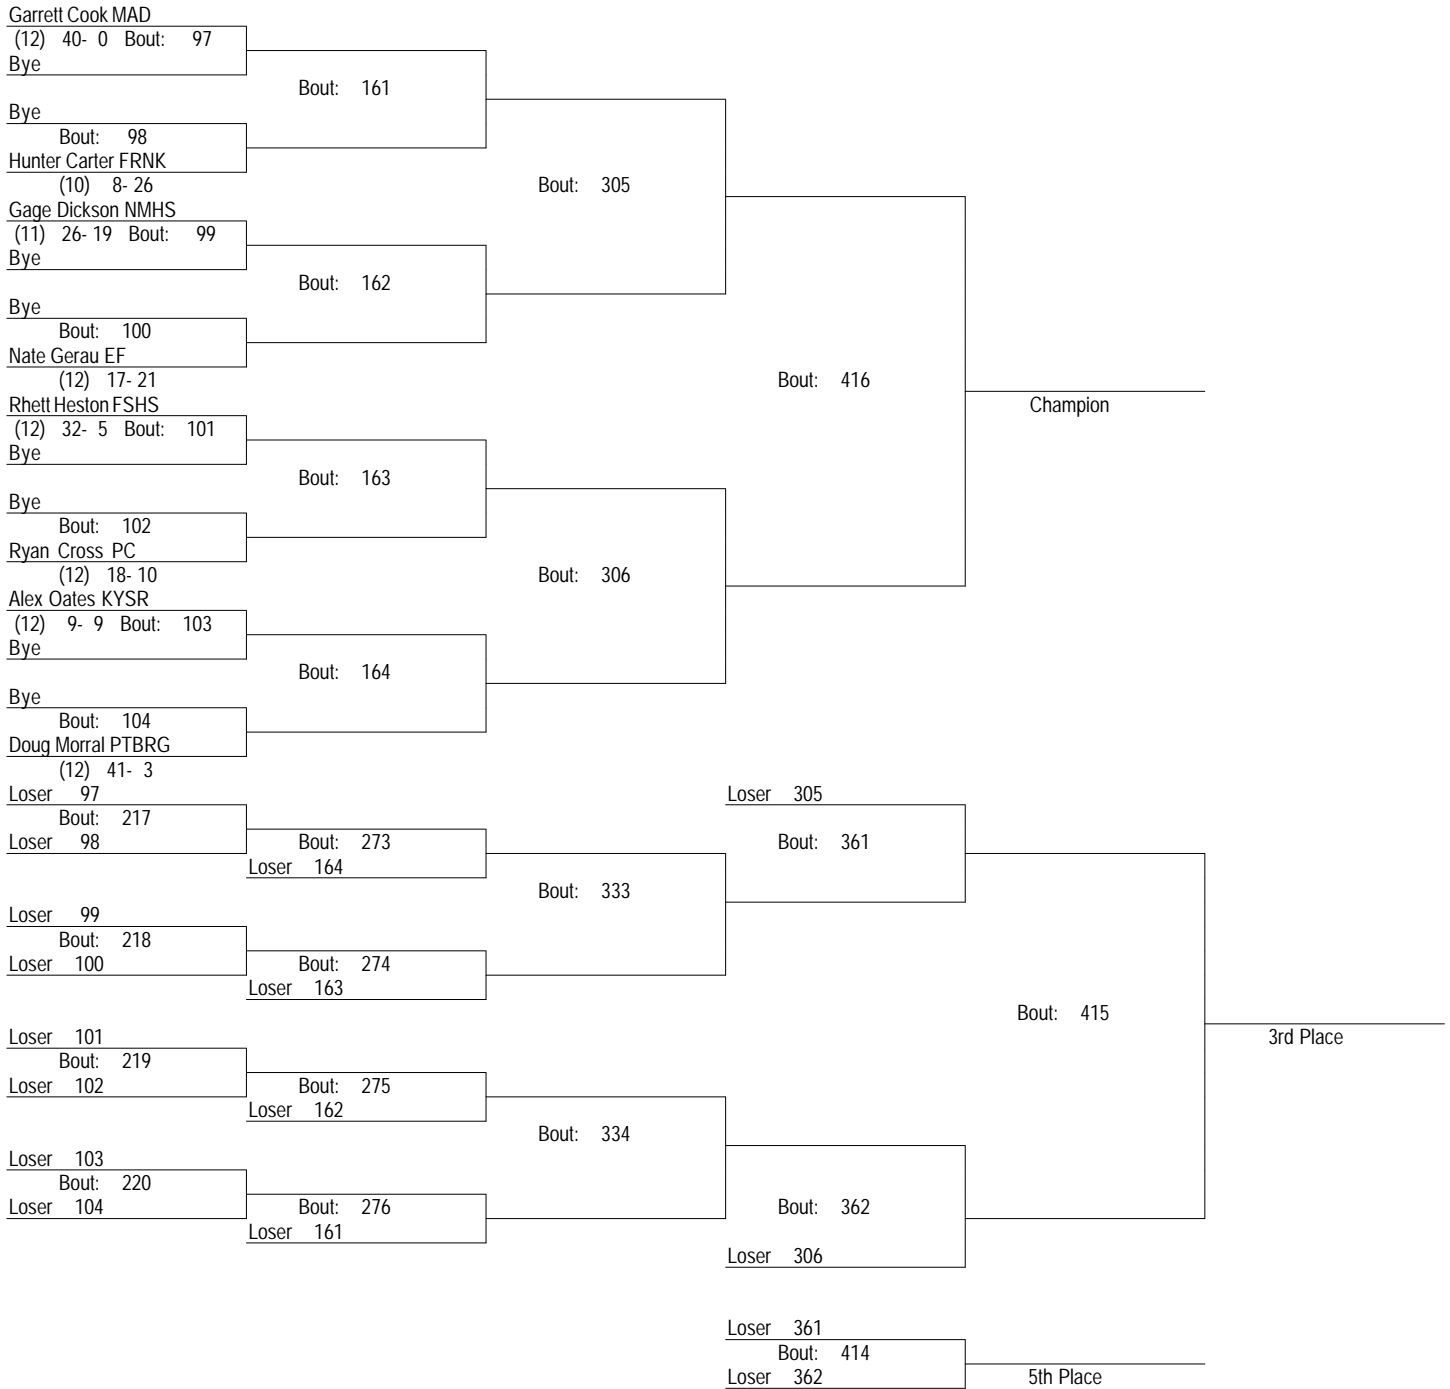 Garrett Cook MAD
(12) 40- 0 Bout: 97
Bye
Bout: 161
Bye
Bout: 98
Hunter Carter FRNK
(10) 8- 26
Bout: 305
Gage Dickson NMHS
(11) 26- 19 Bout: 99
Bye
Bout: 162
Bye
Bout: 100
Nate Gerau EF
(12) 17- 21
Bout: 416
Champion
Rhett Heston FSHS
(12) 32- 5 Bout: 101
Bye
Bout: 163
Bye
Bout: 102
Ryan Cross PC
(12) 18- 10
Bout: 306
Alex Oates KYSR
(12) 9- 9 Bout: 103
Bye
Bout: 164
Bye
Bout: 104
Doug Morral PTBRG
(12) 41- 3
Loser 97
Bout: 217
Loser 98
Bout: 273
Loser 164
Bout: 333
Loser 305
Bout: 361
Loser 99
Bout: 218
Loser 100
Bout: 274
Loser 163
Bout: 415
3rd Place
Loser 101
Bout: 219
Loser 102
Bout: 275
Loser 162
Bout: 334
Loser 103
Bout: 220
Loser 104
Bout: 276
Loser 161
Bout: 362
Loser 306
Loser 361
Bout: 414
Loser 362
5th Place